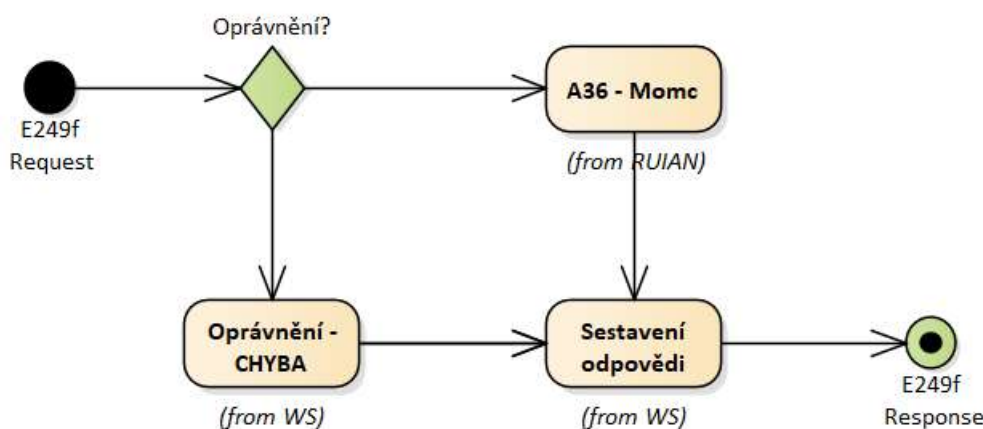 Oprávnění?
E249f
Request
A36 - Momc
(from RUIAN)
Oprávnění -
CHYBA
(from WS)
Sestavení
odpovědi
(from WS)
E249f
Response